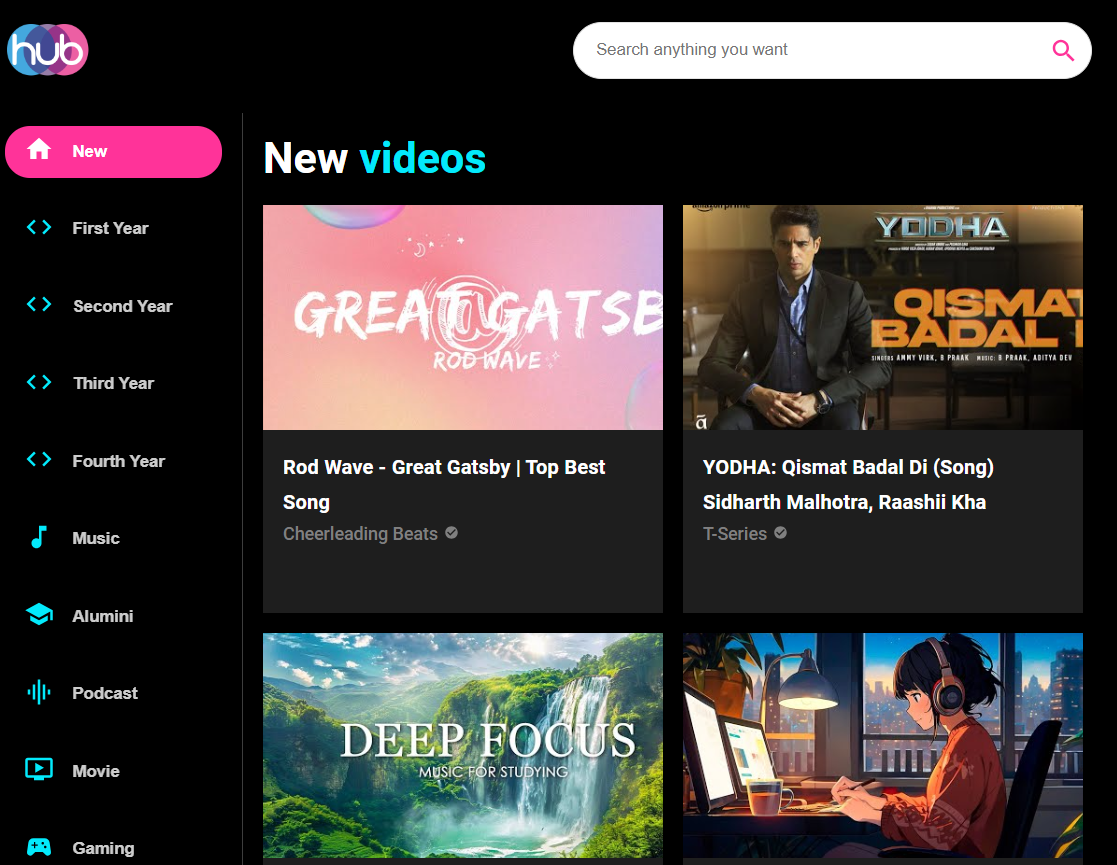 hub
Search anything you want
New
First Year
Second Year
Third Year
Fourth Year
Music
Alumini
Podcast
Movie
Gaming
New videos
GREAT GATSB
@
ROD WAVE
Rod Wave - Great Gatsby | Top Best
Song
Cheerleading Beats
amazon prime
YODHA
QISMAT
BADAL
SINGERS AMMY VIRK, B PRAAK MUSIC: B PRAAK, ADITYA DEV
YODHA: Qismat Badal Di (Song)
Sidharth Malhotra, Raashii Kha
T-Series
DEEP FOCUS
MUSIC FOR STUDYING